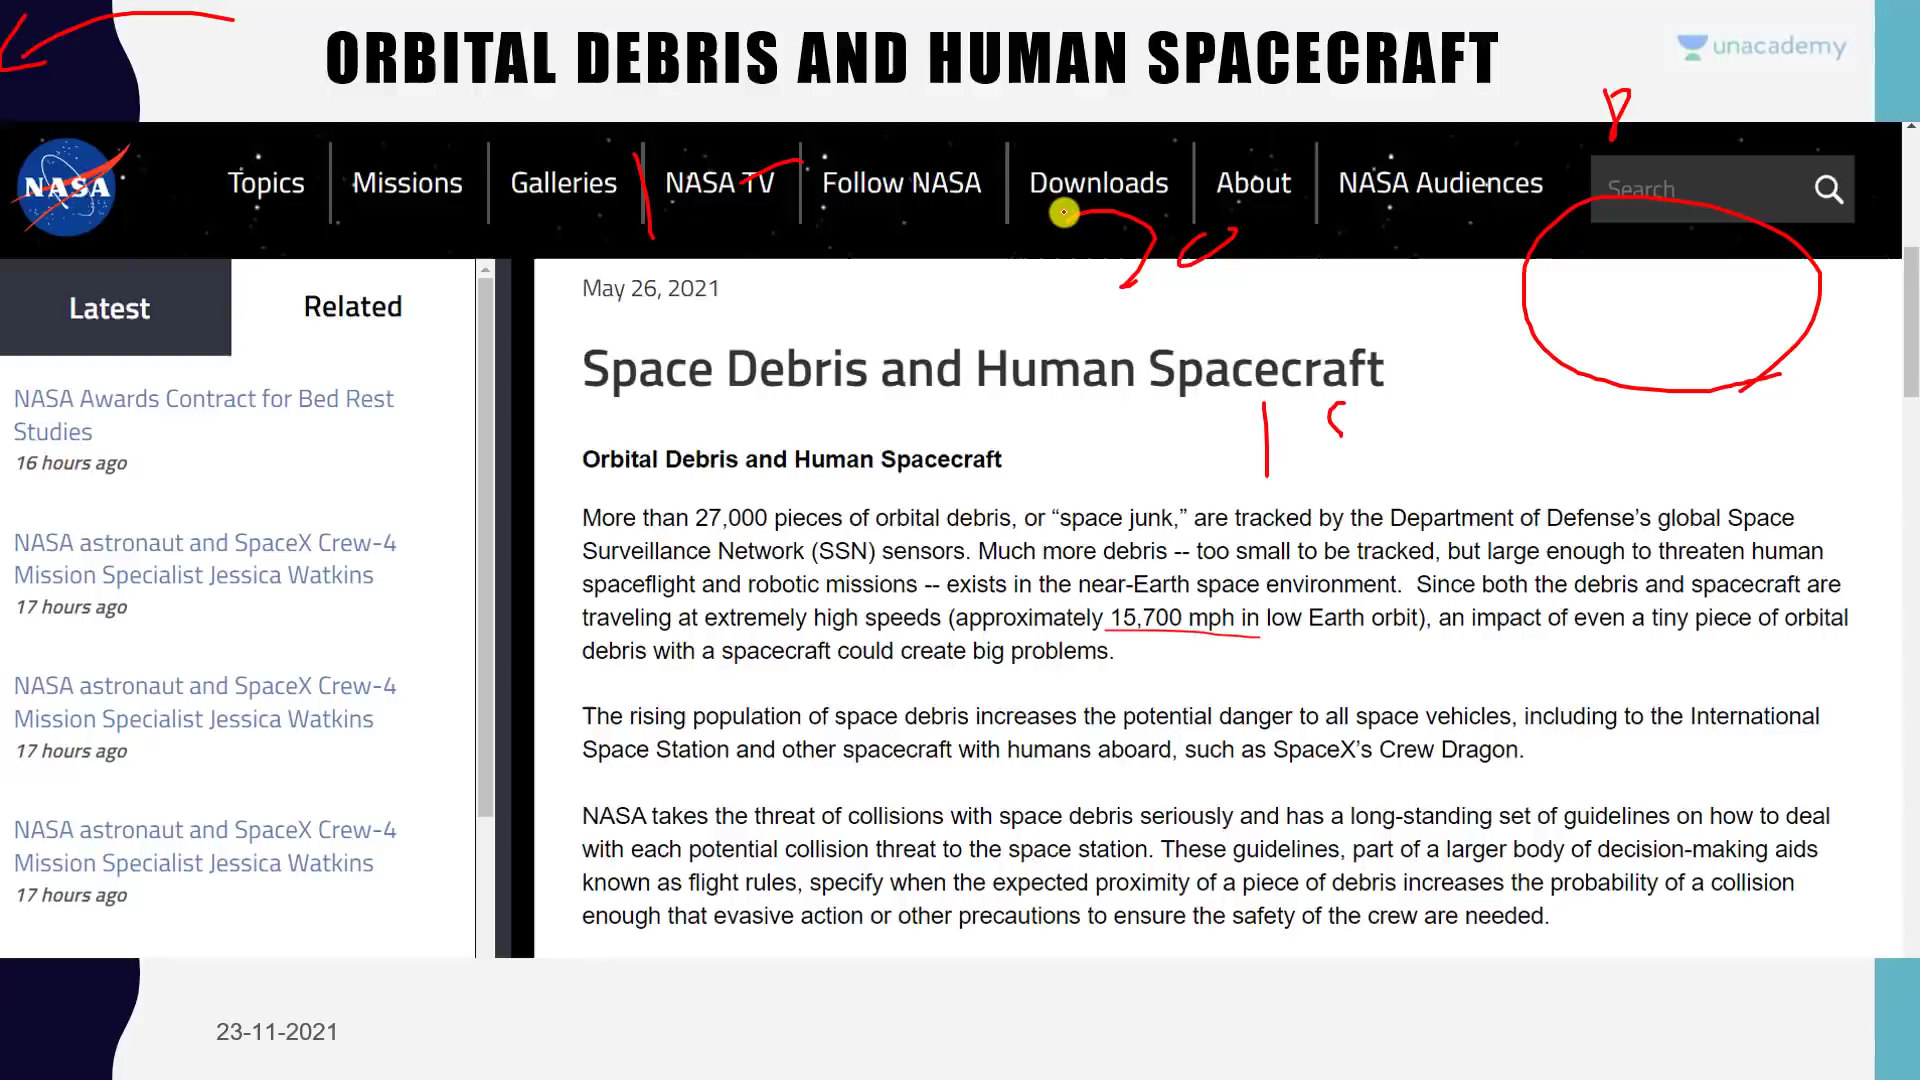 ORBITAL DEBRIS AND HUMAN SPACECRAFT
unacademy
NASA
Topics
Missions
Galleries
NASA TV
Follow NASA
Downloads
About
NASA Audiences
Search
Latest
Related
NASA Awards Contract for Bed Rest
Studies
16 hours ago
NASA astronaut and SpaceX Crew-4
Mission Specialist Jessica Watkins
17 hours ago
NASA astronaut and SpaceX Crew-4
Mission Specialist Jessica Watkins
17 hours ago
NASA astronaut and SpaceX Crew-4
Mission Specialist Jessica Watkins
17 hours ago
May 26, 2021
Space Debris and Human Spacecraft
Orbital Debris and Human Spacecraft
More than 27,000 pieces of orbital debris, or “space junk,” are tracked by the Department of Defense’s global Space
Surveillance Network (SSN) sensors. Much more debris -- too small to be tracked, but large enough to threaten human
spaceflight and robotic missions -- exists in the near-Earth space environment. Since both the debris and spacecraft are
traveling at extremely high speeds (approximately 15,700 mph in low Earth orbit), an impact of even a tiny piece of orbital
debris with a spacecraft could create big problems.
The rising population of space debris increases the potential danger to all space vehicles, including to the International
Space Station and other spacecraft with humans aboard, such as SpaceX’s Crew Dragon.
NASA takes the threat of collisions with space debris seriously and has a long-standing set of guidelines on how to deal
with each potential collision threat to the space station. These guidelines, part of a larger body of decision-making aids
known as flight rules, specify when the expected proximity of a piece of debris increases the probability of a collision
enough that evasive action or other precautions to ensure the safety of the crew are needed.
23-11-2021